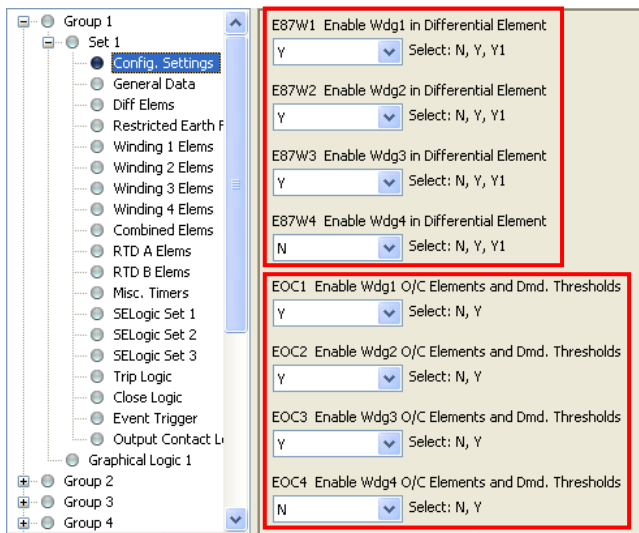 Group 1
Set 1
Config. Settings
General Data
Diff Elems
Restricted Earth F
Winding 1 Elems
Winding 2 Elems
Winding 3 Elems
Winding 4 Elems
Combined Elems
RTD A Elems
RTD B Elems
Misc. Timers
SELogic Set 1
SELogic Set 2
SELogic Set 3
Trip Logic
Close Logic
Event Trigger
Output Contact L
Graphical Logic 1
Group 2
Group 3
Group 4
E87W1 Enable Wdg1 in Differential Element
Y Select: N, Y, Y1
E87W2 Enable Wdg2 in Differential Element
Y Select: N, Y, Y1
E87W3 Enable Wdg3 in Differential Element
Y Select: N, Y, Y1
E87W4 Enable Wdg4 in Differential Element
N Select: N, Y, Y1
EOC1 Enable Wdg1 O/C Elements and Dmd. Thresholds
Y Select: N, Y
EOC2 Enable Wdg2 O/C Elements and Dmd. Thresholds
Y Select: N, Y
EOC3 Enable Wdg3 O/C Elements and Dmd. Thresholds
Y Select: N, Y
EOC4 Enable Wdg4 O/C Elements and Dmd. Thresholds
N Select: N, Y